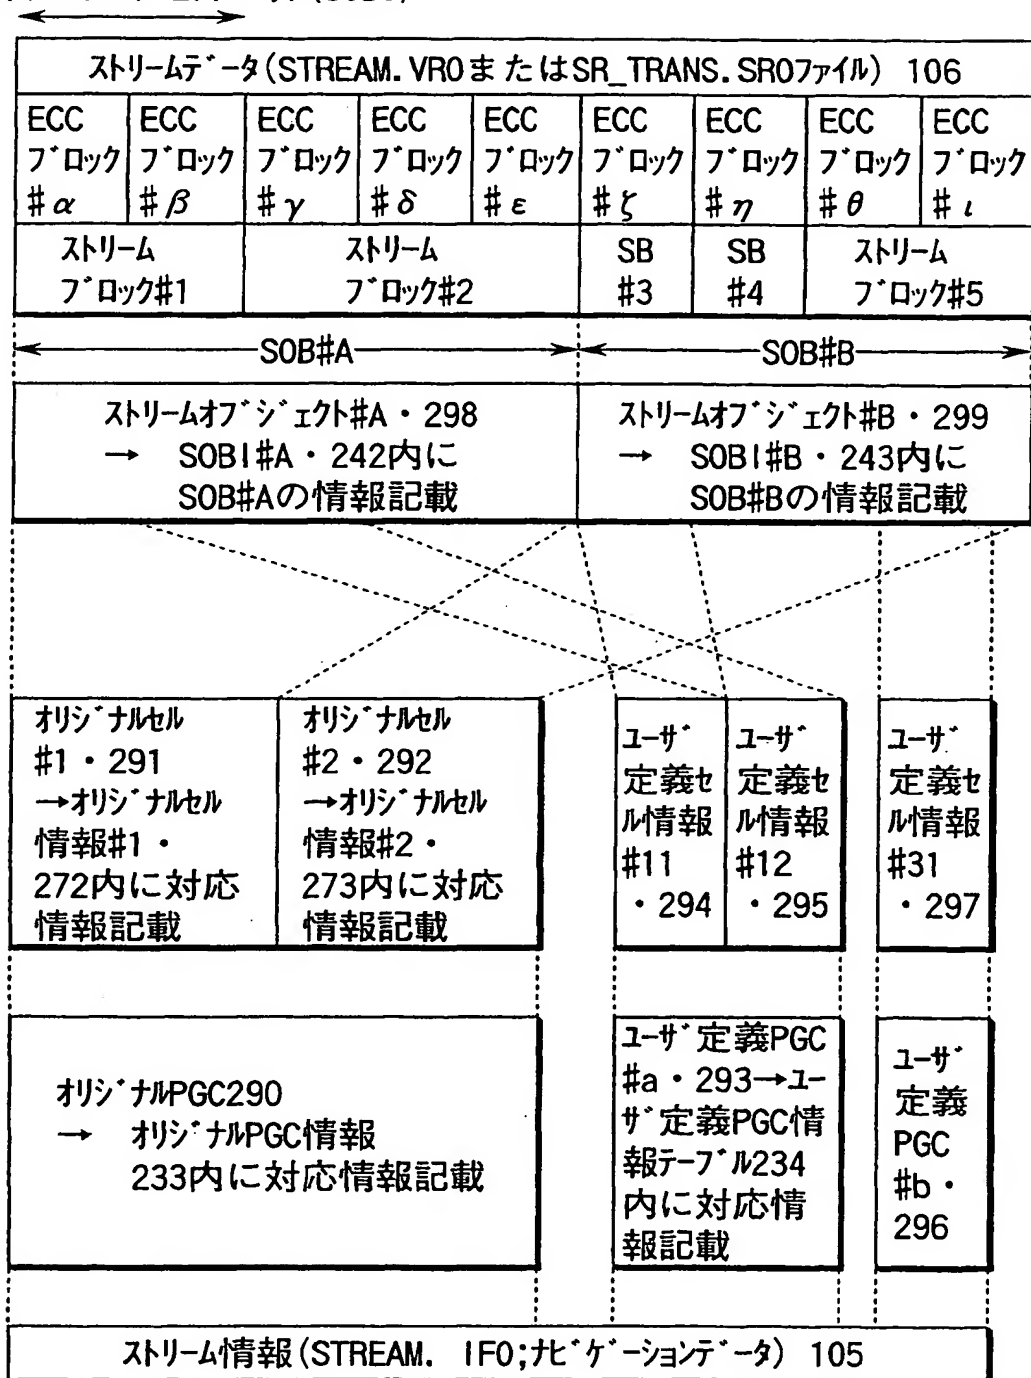 ストリームデータ(STREAM.VROまたはSR_TRANS.SROファイル) 106
ECC
ブロック
#α
ECC
ブロック
#β
ECC
ブロック
#γ
ECC
ブロック
#δ
ECC
ブロック
#ε
ECC
ブロック
#ζ
ECC
ブロック
#η
ECC
ブロック
#θ
ECC
ブロック
#ι
ストリーム
ブロック#1
ストリーム
ブロック#2
SB
#3
SB
#4
ストリーム
ブロック#5
SOB#A
SOB#B
ストリームオブジェクト#A・298
→ SOBI#A・242内に
SOB#Aの情報記載
ストリームオブジェクト#B・299
→ SOBI#B・243内に
SOB#Bの情報記載
オリジナルセル
#1・291
→オリジナルセル
情報#1・
272内に対応
情報記載
オリジナルセル
#2・292
→オリジナルセル
情報#2・
273内に対応
情報記載
ユーザ
定義セ
ル情報
#11
・294
ユーザ
定義セ
ル情報
#12
・295
ユーザ
定義セ
ル情報
#31
・297
オリジナルPGC290
→ オリジナルPGC情報
233内に対応情報記載
ユーザ定義PGC
#a・293→ユー
ザ定義PGC情
報テーブル234
内に対応情
報記載
ユーザ
定義
PGC
#b・
296
ストリーム情報(STREAM. IFO;ナビゲーションデータ) 105